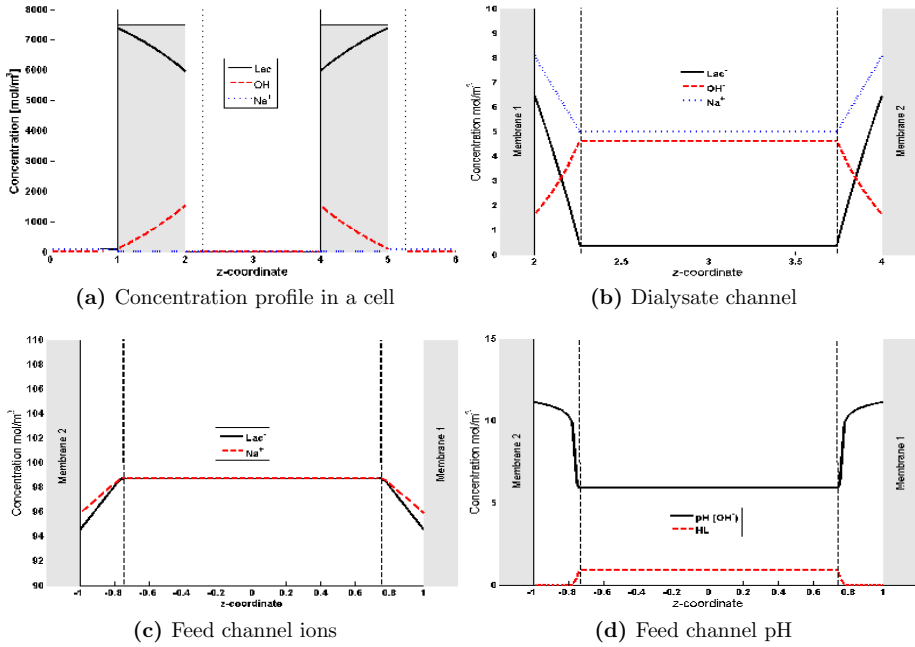 8000
7000
6000
5000
4000
3000
2000
1000
0
Concentration [mol/m³]
Lac⁻
OH⁻
Na⁺
0
1
2
3
4
5
6
z-coordinate
(a) Concentration profile in a cell
10
9
8
7
6
5
4
3
2
1
0
Concentration mol/m³
Membrane 1
Lac⁻
OH⁻
Na⁺
Membrane 2
2
2.5
3
3.5
4
z-coordinate
(b) Dialysate channel
110
108
106
104
102
100
98
96
94
92
90
Concentration mol/m³
Membrane 2
Lac⁻
Na⁺
Membrane 1
-1
-0.8
-0.6
-0.4
-0.2
0
0.2
0.4
0.6
0.8
1
z-coordinate
(c) Feed channel ions
15
10
5
0
Concentration mol/m³
Membrane 2
pH [OH⁻]
HL
Membrane 1
-1
-0.8
-0.6
-0.4
-0.2
0
0.2
0.4
0.6
0.8
1
z-coordinate
(d) Feed channel pH